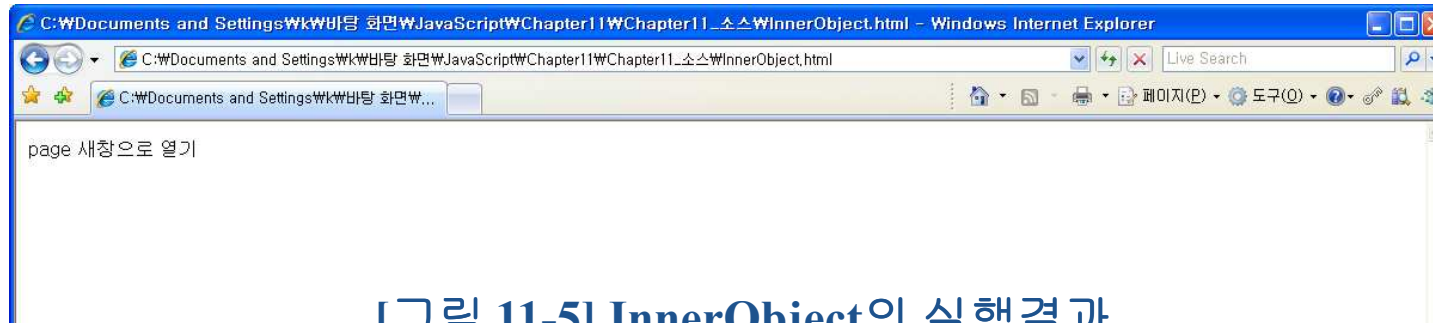 C:₩Documents and Settings₩k₩바탕 화면₩JavaScript₩Chapter11₩Chapter11_소스₩InnerObject.html - Windows Internet Explorer
C:₩Documents and Settings₩k₩바탕 화면₩JavaScript₩Chapter11₩Chapter11_소스₩InnerObject.html
Live Search
C:₩Documents and Settings₩k₩바탕 화면₩...
페이지(P)
도구(O)
page 새창으로 열기
[그림 11-5] InnerObject의 실행결과